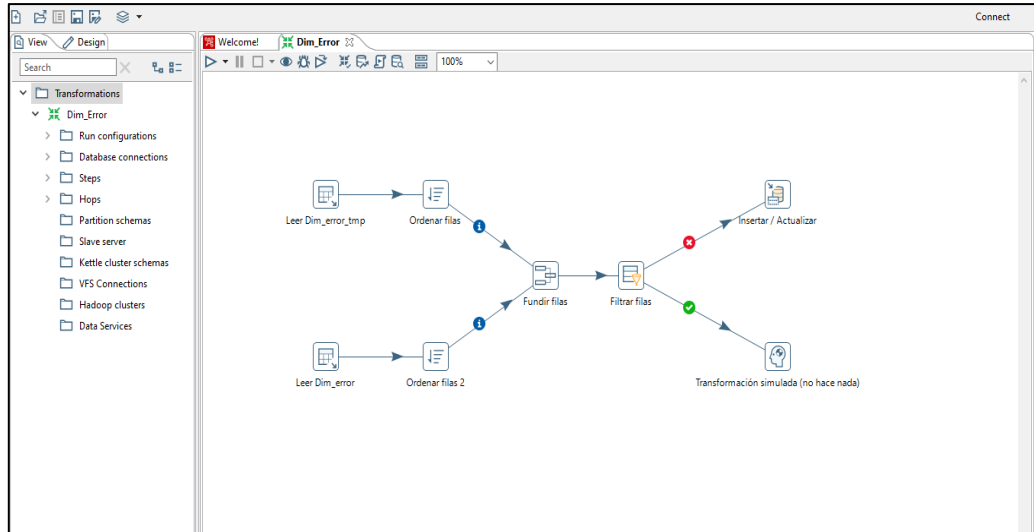 Connect
View
Design
Search
Transformations
Dim_Error
Run configurations
Database connections
Steps
Hops
Partition schemas
Slave server
Kettle cluster schemas
VFS Connections
Hadoop clusters
Data Services
Welcome!
Dim_Error
100%
Leer Dim_error_tmp
Ordenar filas
Insertar / Actualizar
Fundir filas
Filtrar filas
Leer Dim_error
Ordenar filas 2
Transformación simulada (no hace nada)